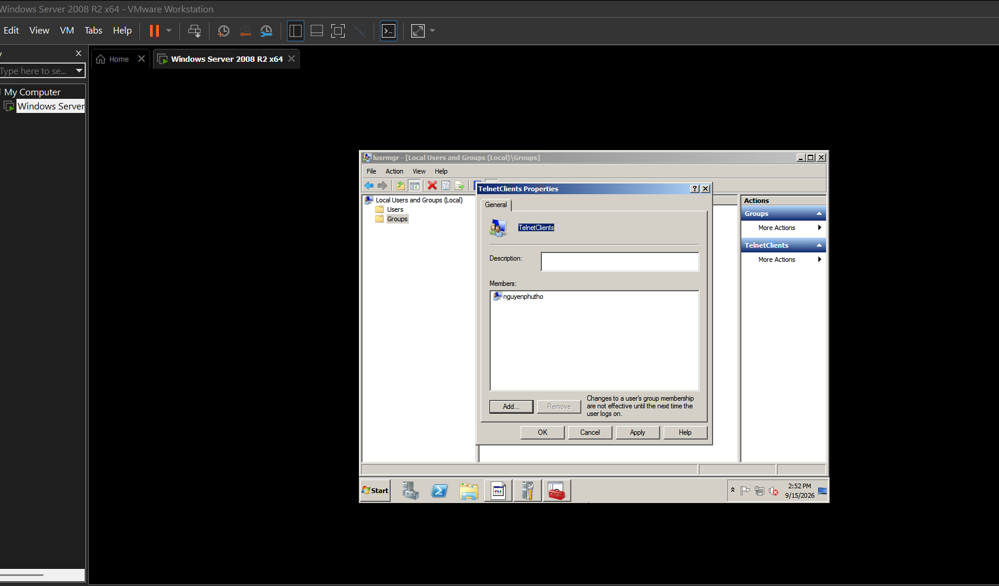 Windows Server 2008 R2 x64 - VMware Workstation
Edit View VM Tabs Help
y
Type here to se...
My Computer
Windows Server
Home
Windows Server 2008 R2 x64
lusrmgr - [Local Users and Groups (Local)\Groups]
File Action View Help
Local Users and Groups (Local)
Users
Groups
TelnetClients Properties
General
TelnetClients
Description:
Members:
nguyenphutho
Add...
Remove
Changes to a user's group membership
are not effective until the next time the
user logs on.
OK
Cancel
Apply
Help
Actions
Groups
More Actions
TelnetClients
More Actions
Start
2:52 PM
9/15/2026